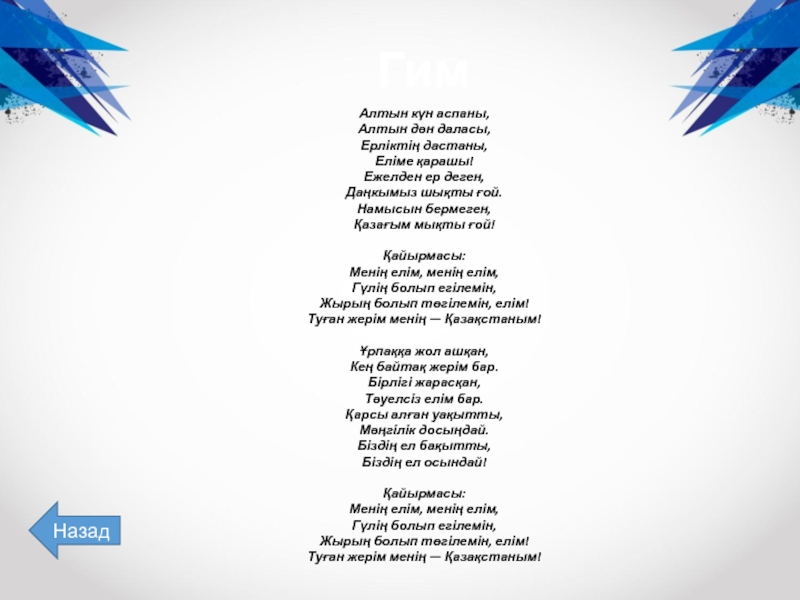 Гим
Алтын күн аспаны,
Алтын дән даласы,
Ерліктің дастаны,
Еліме қарашы!
Ежелден ер деген,
Даңкымыз шықты ғой.
Намысын бермеген,
Қазағым мықты ғой!
Қайырмасы:
Менің елім, менің елім,
Гүлің болып егілемін,
Жырың болып төгілемін, елім!
Туған жерім менің — Қазақстаным!
Ұрпаққа жол ашқан,
Кең байтақ жерім бар.
Бірлігі жарасқан,
Тәуелсіз елім бар.
Қарсы алған уақытты,
Мәңгілік досыңдай.
Біздің ел бақытты,
Біздің ел осындай!
Қайырмасы:
Менің елім, менің елім,
Гүлің болып егілемін,
Жырың болып төгілемін, елім!
Туған жерім менің — Қазақстаным!
Назад